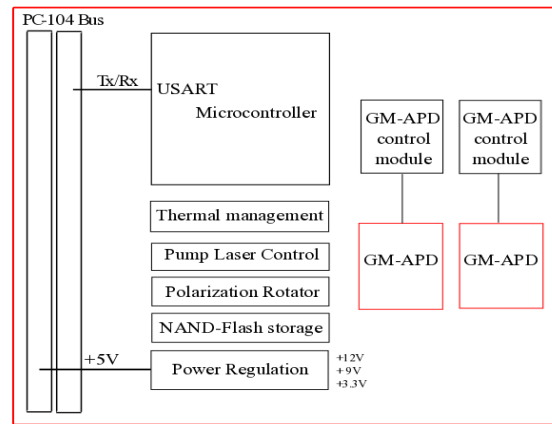 PC-104 Bus
Tx/Rx
USART
Microcontroller
GM-APD
control
module
GM-APD
control
module
Thermal management
Pump Laser Control
GM-APD
GM-APD
Polarization Rotator
NAND-Flash storage
+5V
Power Regulation
+12V
+9V
+3.3V